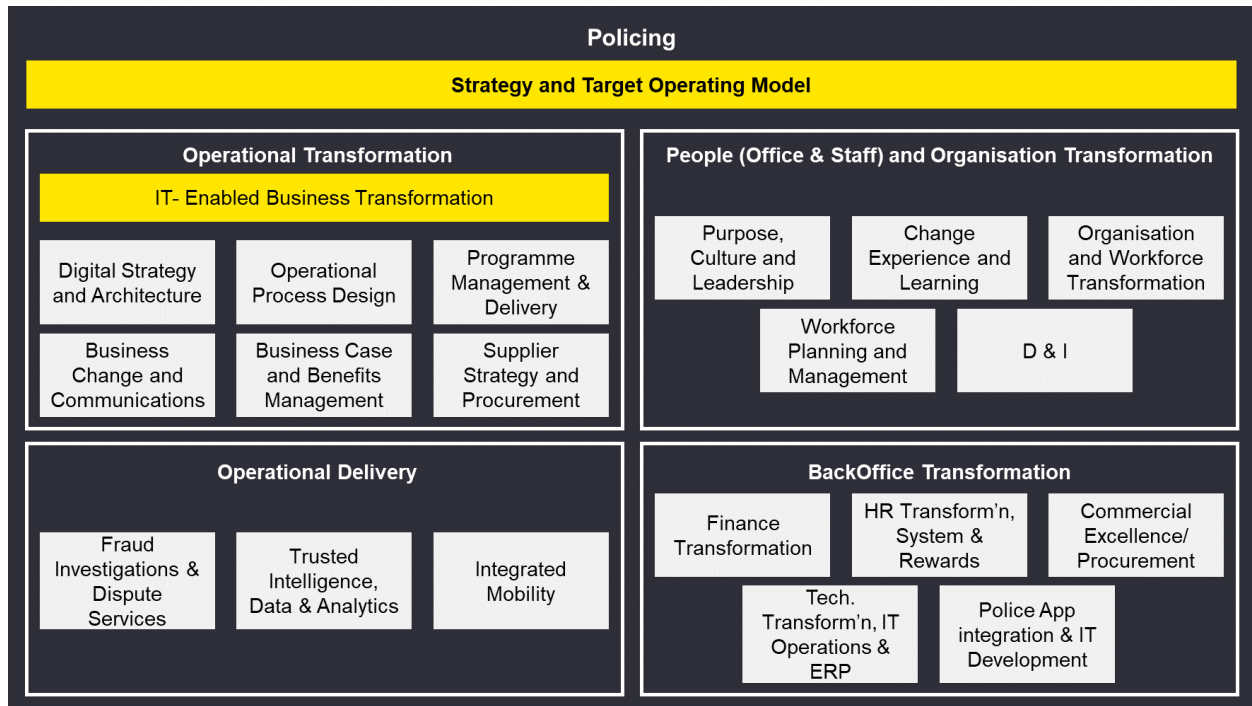 Policing
Strategy and Target Operating Model
Operational Transformation
IT- Enabled Business Transformation
Digital Strategy
and Architecture
Operational
Process Design
Programme
Management &
Delivery
Business
Change and
Communications
Business Case
and Benefits
Management
Supplier
Strategy and
Procurement
People (Office & Staff) and Organisation Transformation
Purpose,
Culture and
Leadership
Change
Experience and
Learning
Organisation
and Workforce
Transformation
Workforce
Planning and
Management
D & I
Operational Delivery
Fraud
Investigations &
Dispute
Services
Trusted
Intelligence,
Data & Analytics
Integrated
Mobility
BackOffice Transformation
Finance
Transformation
HR Transform’n,
System &
Rewards
Commercial
Excellence/
Procurement
Tech.
Transform’n, IT
Operations &
ERP
Police App
integration & IT
Development